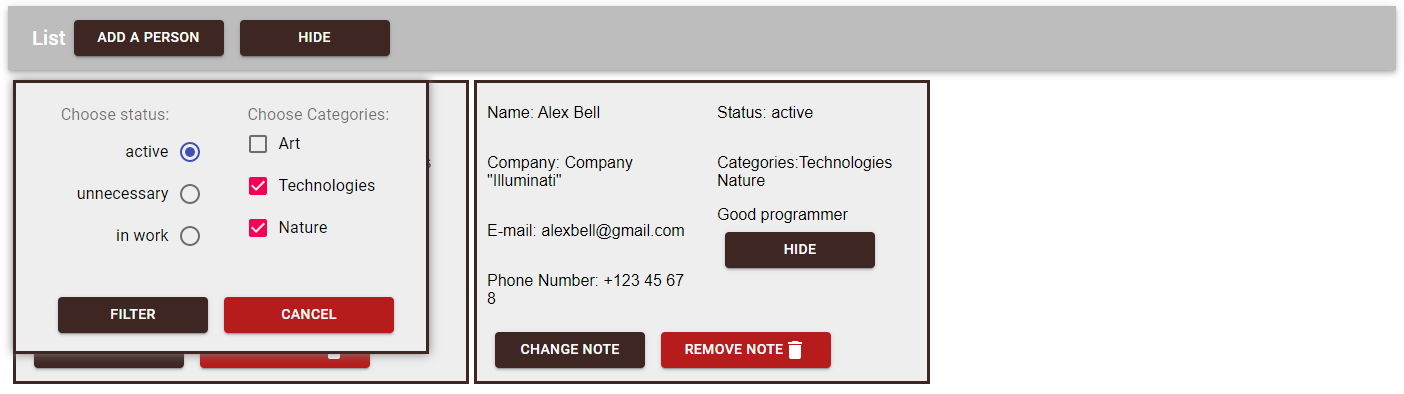 List ADD A PERSON HIDE
Choose status:
active
unnecessary
in work
Choose Categories:
Art
Technologies
Nature
FILTER CANCEL
Name: Alex Bell
Company: Company
"Illuminati"
E-mail: alexbell@gmail.com
Phone Number: +123 45 67
8
Status: active
Categories:Technologies
Nature
Good programmer
HIDE
CHANGE NOTE REMOVE NOTE